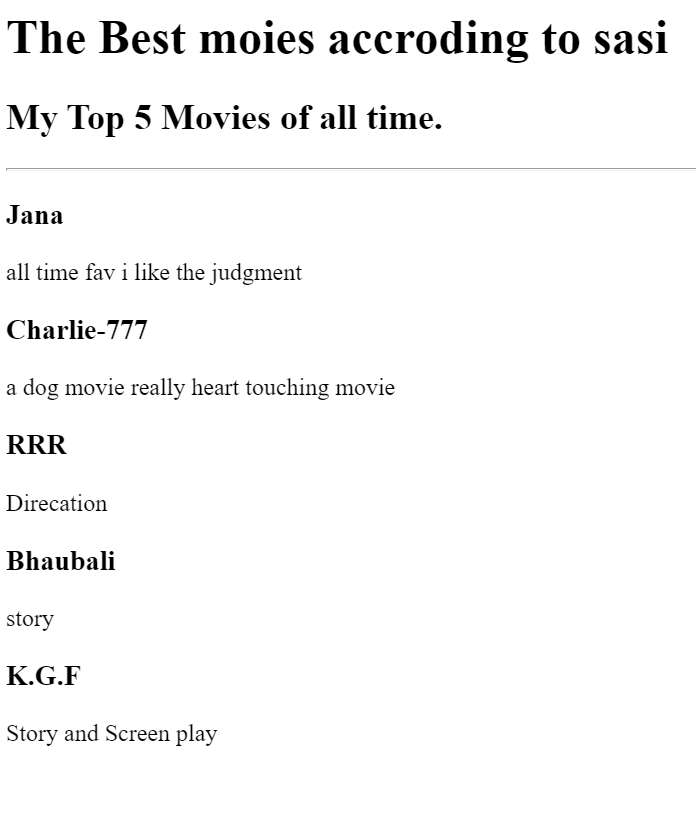 The Best moies accroding to sasi
My Top 5 Movies of all time.
Jana
all time fav i like the judgment
Charlie-777
a dog movie really heart touching movie
RRR
Direcation
Bhaubali
story
K.G.F
Story and Screen play